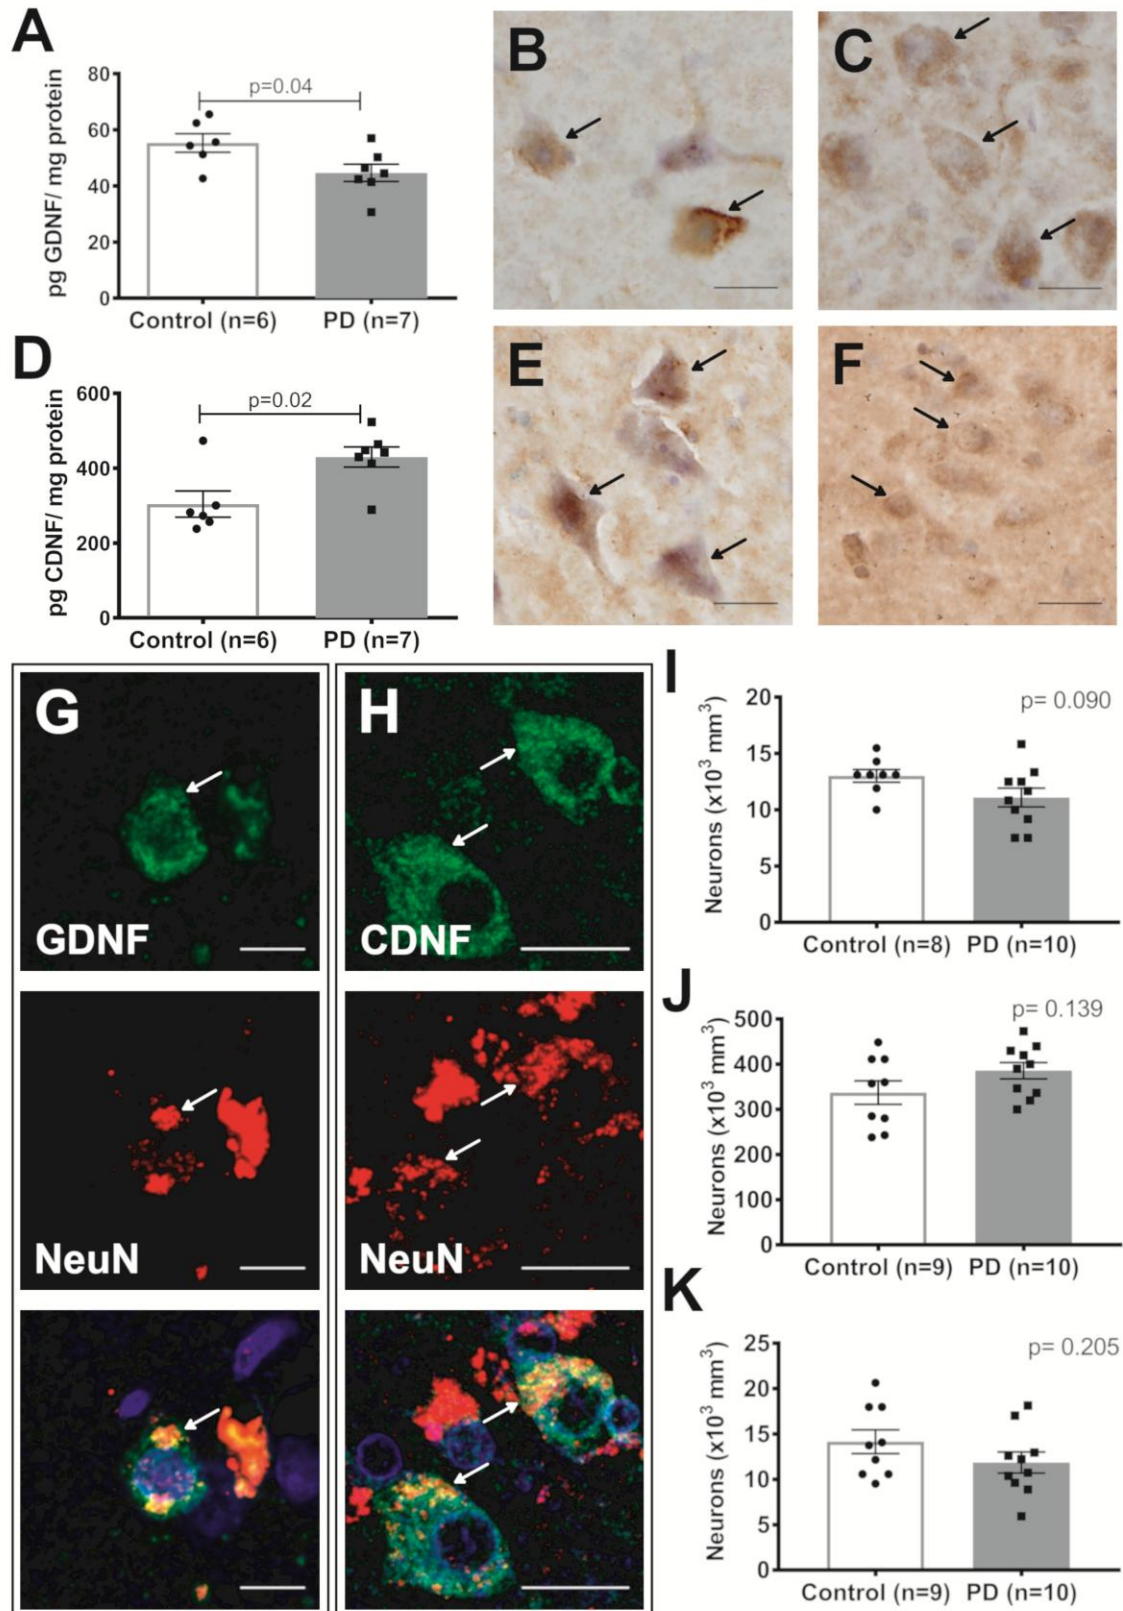 A
pg GDNF/ mg protein
80
60
40
20
0
p=0.04
Control (n=6) PD (n=7)
B
C
D
pg CDNF/ mg protein
600
400
200
0
p=0.02
Control (n=6) PD (n=7)
E
F
G
GDNF
NeuN
H
CDNF
NeuN
I
Neurons (x10³ mm³)
20
15
10
5
0
p= 0.090
Control (n=8) PD (n=10)
J
Neurons (x10³ mm³)
500
400
300
200
100
0
p= 0.139
Control (n=9) PD (n=10)
K
Neurons (x10³ mm³)
25
20
15
10
5
0
p= 0.205
Control (n=9) PD (n=10)